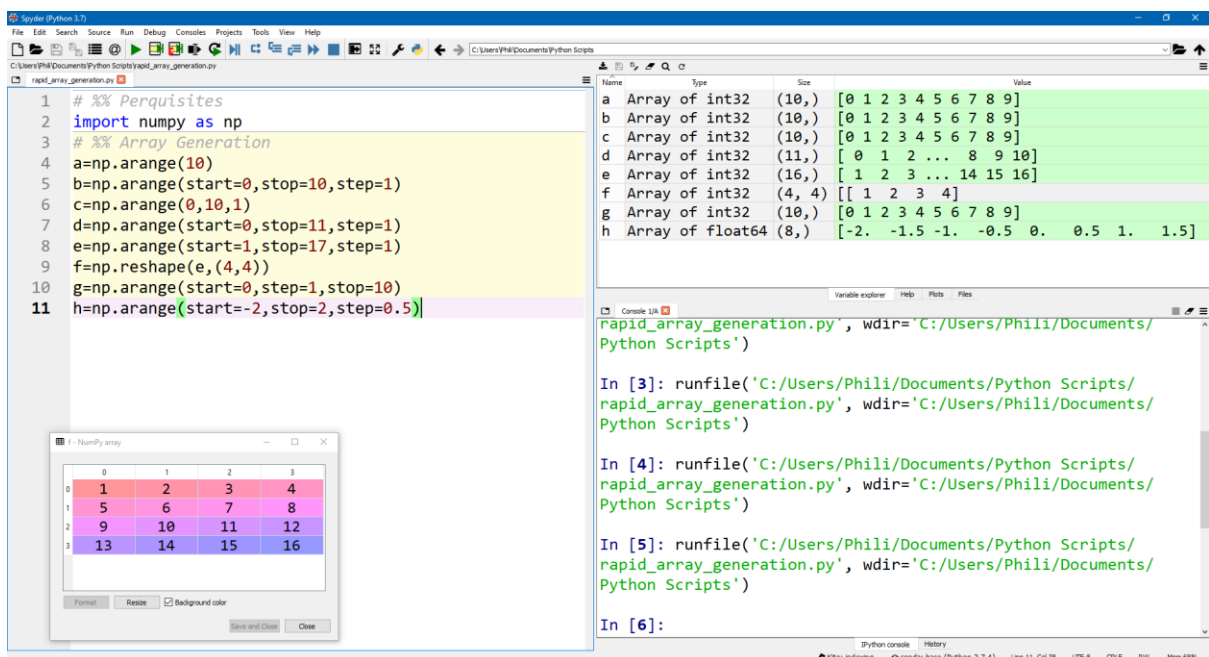 Spyder (Python 3.7)
File Edit Search Source Run Debug Consoles Projects Tools View Help
C:\Users\Phili\Documents\Python Scripts
C:\Users\Phili\Documents\Python Scripts\rapid_array_generation.py
rapid_array_generation.py
1 # %% Perquisites
2 import numpy as np
3 # %% Array Generation
4 a=np.arange(10)
5 b=np.arange(start=0,stop=10,step=1)
6 c=np.arange(0,10,1)
7 d=np.arange(start=0,stop=11,step=1)
8 e=np.arange(start=1,stop=17,step=1)
9 f=np.reshape(e,(4,4))
10 g=np.arange(start=0,step=1,stop=10)
11 h=np.arange(start=-2,stop=2,step=0.5)
f - NumPy array
0 1 2 3
0 1 2 3 4
1 5 6 7 8
2 9 10 11 12
3 13 14 15 16
Format Resize Background color
Save and Close Close
Name Type Size Value
a Array of int32 (10,) [0 1 2 3 4 5 6 7 8 9]
b Array of int32 (10,) [0 1 2 3 4 5 6 7 8 9]
c Array of int32 (10,) [0 1 2 3 4 5 6 7 8 9]
d Array of int32 (11,) [ 0 1 2 ... 8 9 10]
e Array of int32 (16,) [ 1 2 3 ... 14 15 16]
f Array of int32 (4, 4) [[ 1 2 3 4]
g Array of int32 (10,) [0 1 2 3 4 5 6 7 8 9]
h Array of float64 (8,) [-2. -1.5 -1. -0.5 0. 0.5 1. 1.5]
Variable explorer Help Plots Files
Console 1/A
rapid_array_generation.py', wdir='C:/Users/Phili/Documents/
Python Scripts')
In [3]: runfile('C:/Users/Phili/Documents/Python Scripts/
rapid_array_generation.py', wdir='C:/Users/Phili/Documents/
Python Scripts')
In [4]: runfile('C:/Users/Phili/Documents/Python Scripts/
rapid_array_generation.py', wdir='C:/Users/Phili/Documents/
Python Scripts')
In [5]: runfile('C:/Users/Phili/Documents/Python Scripts/
rapid_array_generation.py', wdir='C:/Users/Phili/Documents/
Python Scripts')
In [6]:
IPython console History